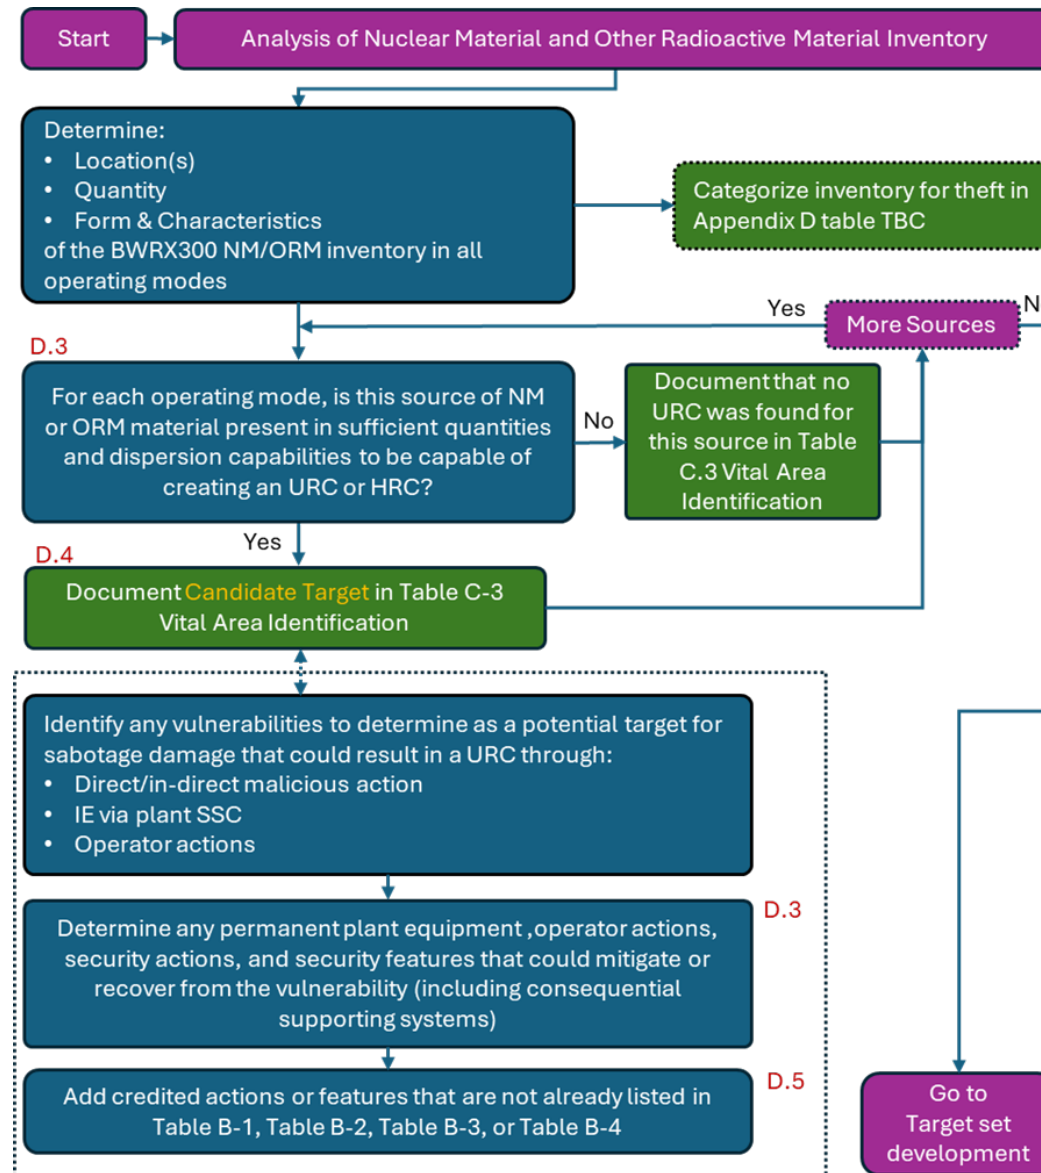 Start
Analysis of Nuclear Material and Other Radioactive Material Inventory
Determine:
• Location(s)
• Quantity
• Form & Characteristics
of the BWRX300 NM/ORM inventory in all
operating modes
Categorize inventory for theft in
Appendix D table TBC
Yes
More Sources
N
D.3
For each operating mode, is this source of NM
or ORM material present in sufficient quantities
and dispersion capabilities to be capable of
creating an URC or HRC?
No
Document that no
URC was found for
this source in Table
C.3 Vital Area
Identification
Yes
D.4
Document Candidate Target in Table C-3
Vital Area Identification
Identify any vulnerabilities to determine as a potential target for
sabotage damage that could result in a URC through:
• Direct/in-direct malicious action
• IE via plant SSC
• Operator actions
D.3
Determine any permanent plant equipment ,operator actions,
security actions, and security features that could mitigate or
recover from the vulnerability (including consequential
supporting systems)
D.5
Add credited actions or features that are not already listed in
Table B-1, Table B-2, Table B-3, or Table B-4
Go to
Target set
development